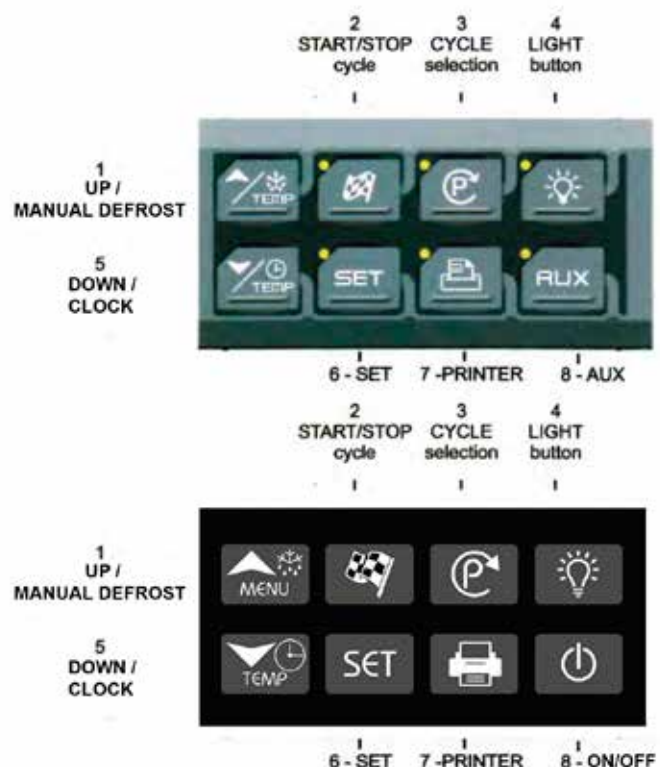 2 3 4
START/STOP CYCLE LIGHT
cycle selection button
1
UP /
MANUAL DEFROST
TEMP
P
5
DOWN /
CLOCK
TEMP SET AUX
6 - SET 7 -PRINTER 8 - AUX
2 3 4
START/STOP CYCLE LIGHT
cycle selection button
1
UP /
MANUAL DEFROST
MENU P
5
DOWN /
CLOCK
TEMP SET
6 - SET 7 -PRINTER 8 - ON/OFF